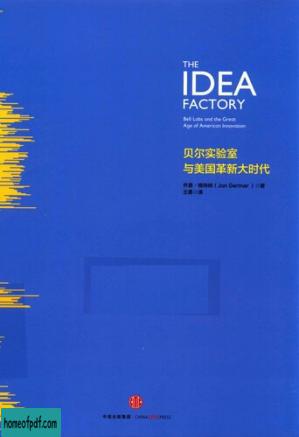 THE
IDEA
FACTORY
Bell Labs and the Great
Age of American Innovation
贝尔实验室
与美国革新大时代
乔恩·格特纳（Jon Gertner）◎著
王勇◎译
中信出版集团 CHINACITICPRESS
homeofpdf.com